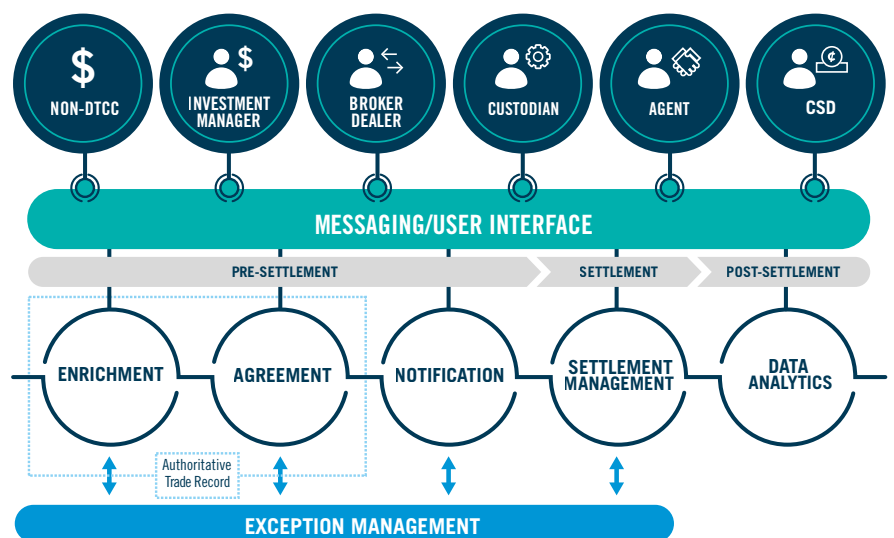 $
NON-DTCC
$
INVESTMENT
MANAGER
BROKER
DEALER
CUSTODIAN
AGENT
¢
CSD
MESSAGING/USER INTERFACE
PRE-SETTLEMENT
SETTLEMENT
POST-SETTLEMENT
ENRICHMENT
AGREEMENT
NOTIFICATION
SETTLEMENT
MANAGEMENT
DATA
ANALYTICS
Authoritative
Trade Record
EXCEPTION MANAGEMENT